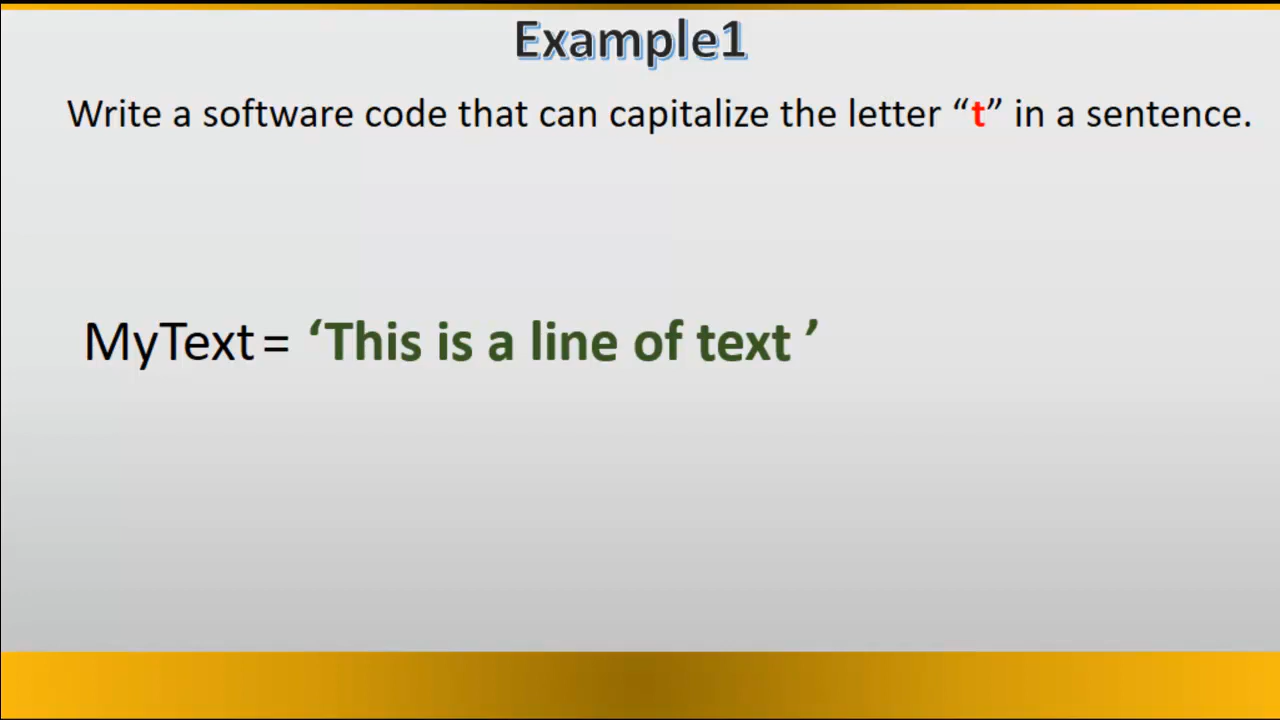 Example1
Write a software code that can capitalize the letter “t” in a sentence.
MyText = ‘This is a line of text ’